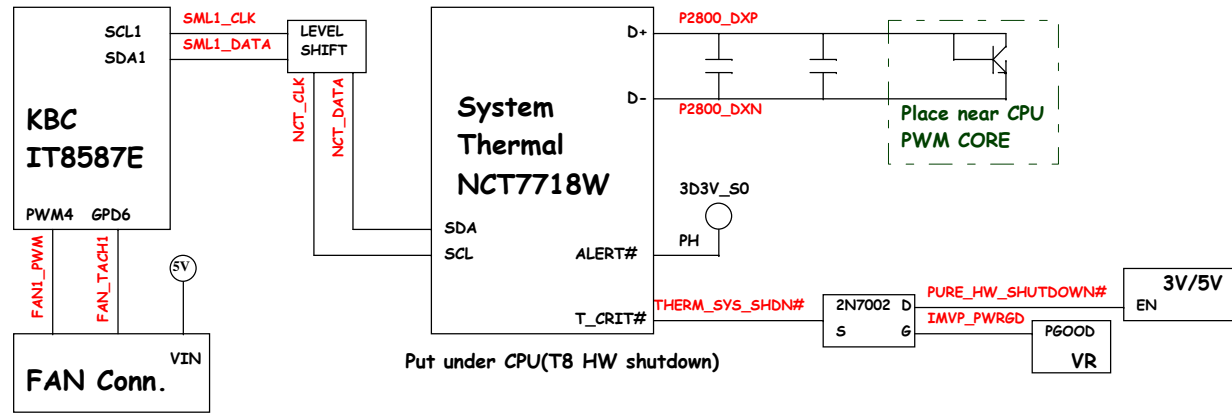 SCL1
SDA1
KBC
IT8587E
PWM4
GPD6
SML1_CLK
SML1_DATA
LEVEL
SHIFT
NCT_CLK
NCT_DATA
FAN1_PWM
FAN_TACH1
5V
VIN
FAN Conn.
System
Thermal
NCT7718W
D+
D-
SDA
SCL
ALERT#
T_CRIT#
P2800_DXP
P2800_DXN
Place near CPU
PWM CORE
3D3V_S0
PH
THERM_SYS_SHDN#
2N7002
D
S
G
PURE_HW_SHUTDOWN#
IMVP_PWRGD
3V/5V
EN
PGOOD
VR
Put under CPU(T8 HW shutdown)